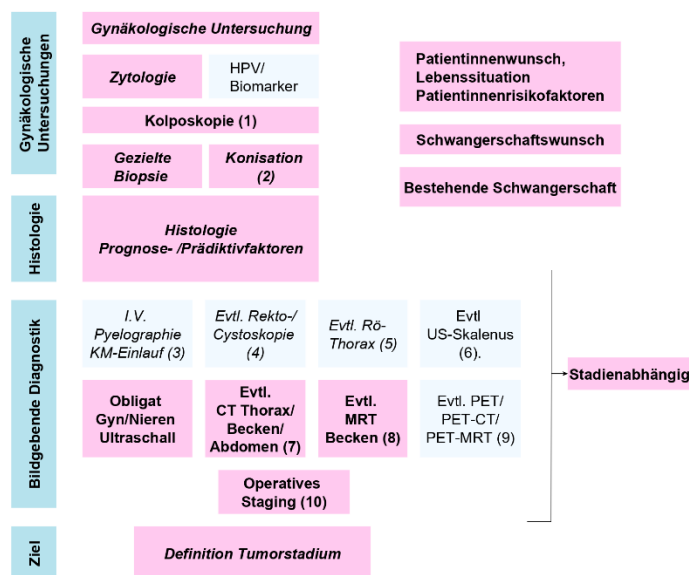 Gynäkologische
Untersuchungen
Gynäkologische Untersuchung
Zytologie
HPV/
Biomarker
Kolposkopie (1)
Gezielte
Biopsie
Konisation
(2)
Patientinnenwunsch,
Lebenssituation
Patientinnenrisikofaktoren
Schwangerschaftswunsch
Bestehende Schwangerschaft
Histologie
Histologie
Prognose- /Prädiktivfaktoren
Bildgebende Diagnostik
I.V.
Pyelographie
KM-Einlauf (3)
Evtl. Rekto-/
Cystoskopie
(4)
Evtl. Rö-
Thorax (5)
Evtl
US-Skalenus
(6).
Obligat
Gyn/Nieren
Ultraschall
Evtl.
CT Thorax/
Becken/
Abdomen (7)
Evtl.
MRT
Becken (8)
Evtl. PET/
PET-CT/
PET-MRT (9)
Operatives
Staging (10)
Stadienabhängig
Ziel
Definition Tumorstadium